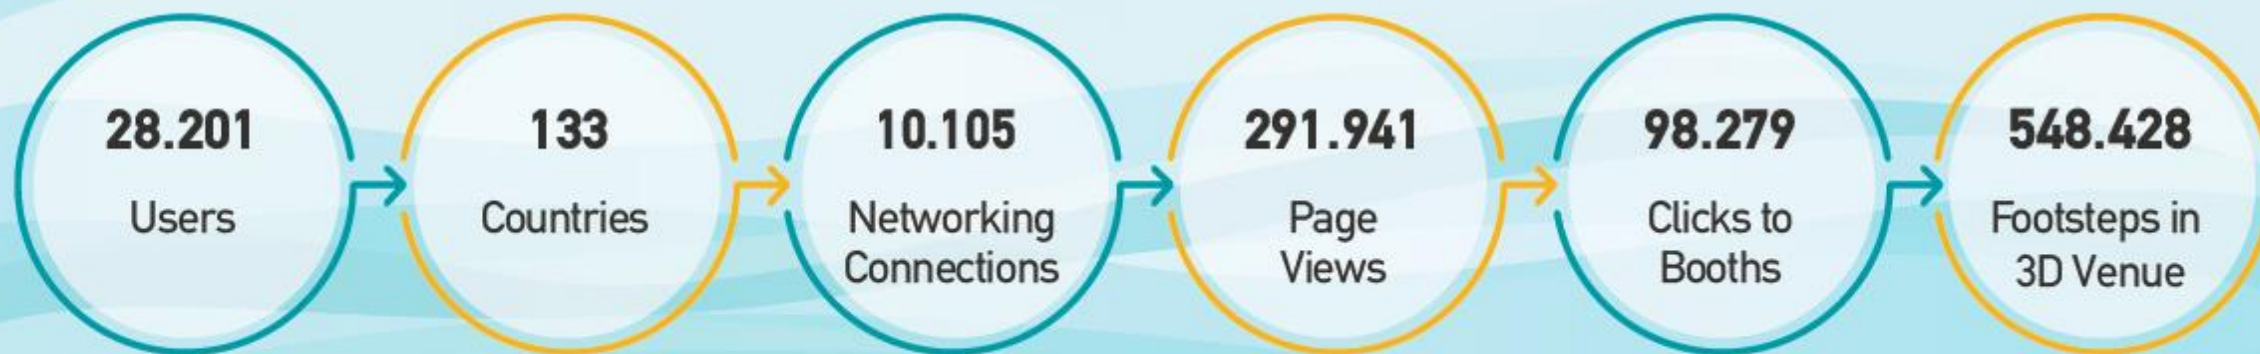 28.201
Users
133
Countries
10.105
Networking
Connections
291.941
Page
Views
98.279
Clicks to
Booths
548.428
Footsteps in
3D Venue